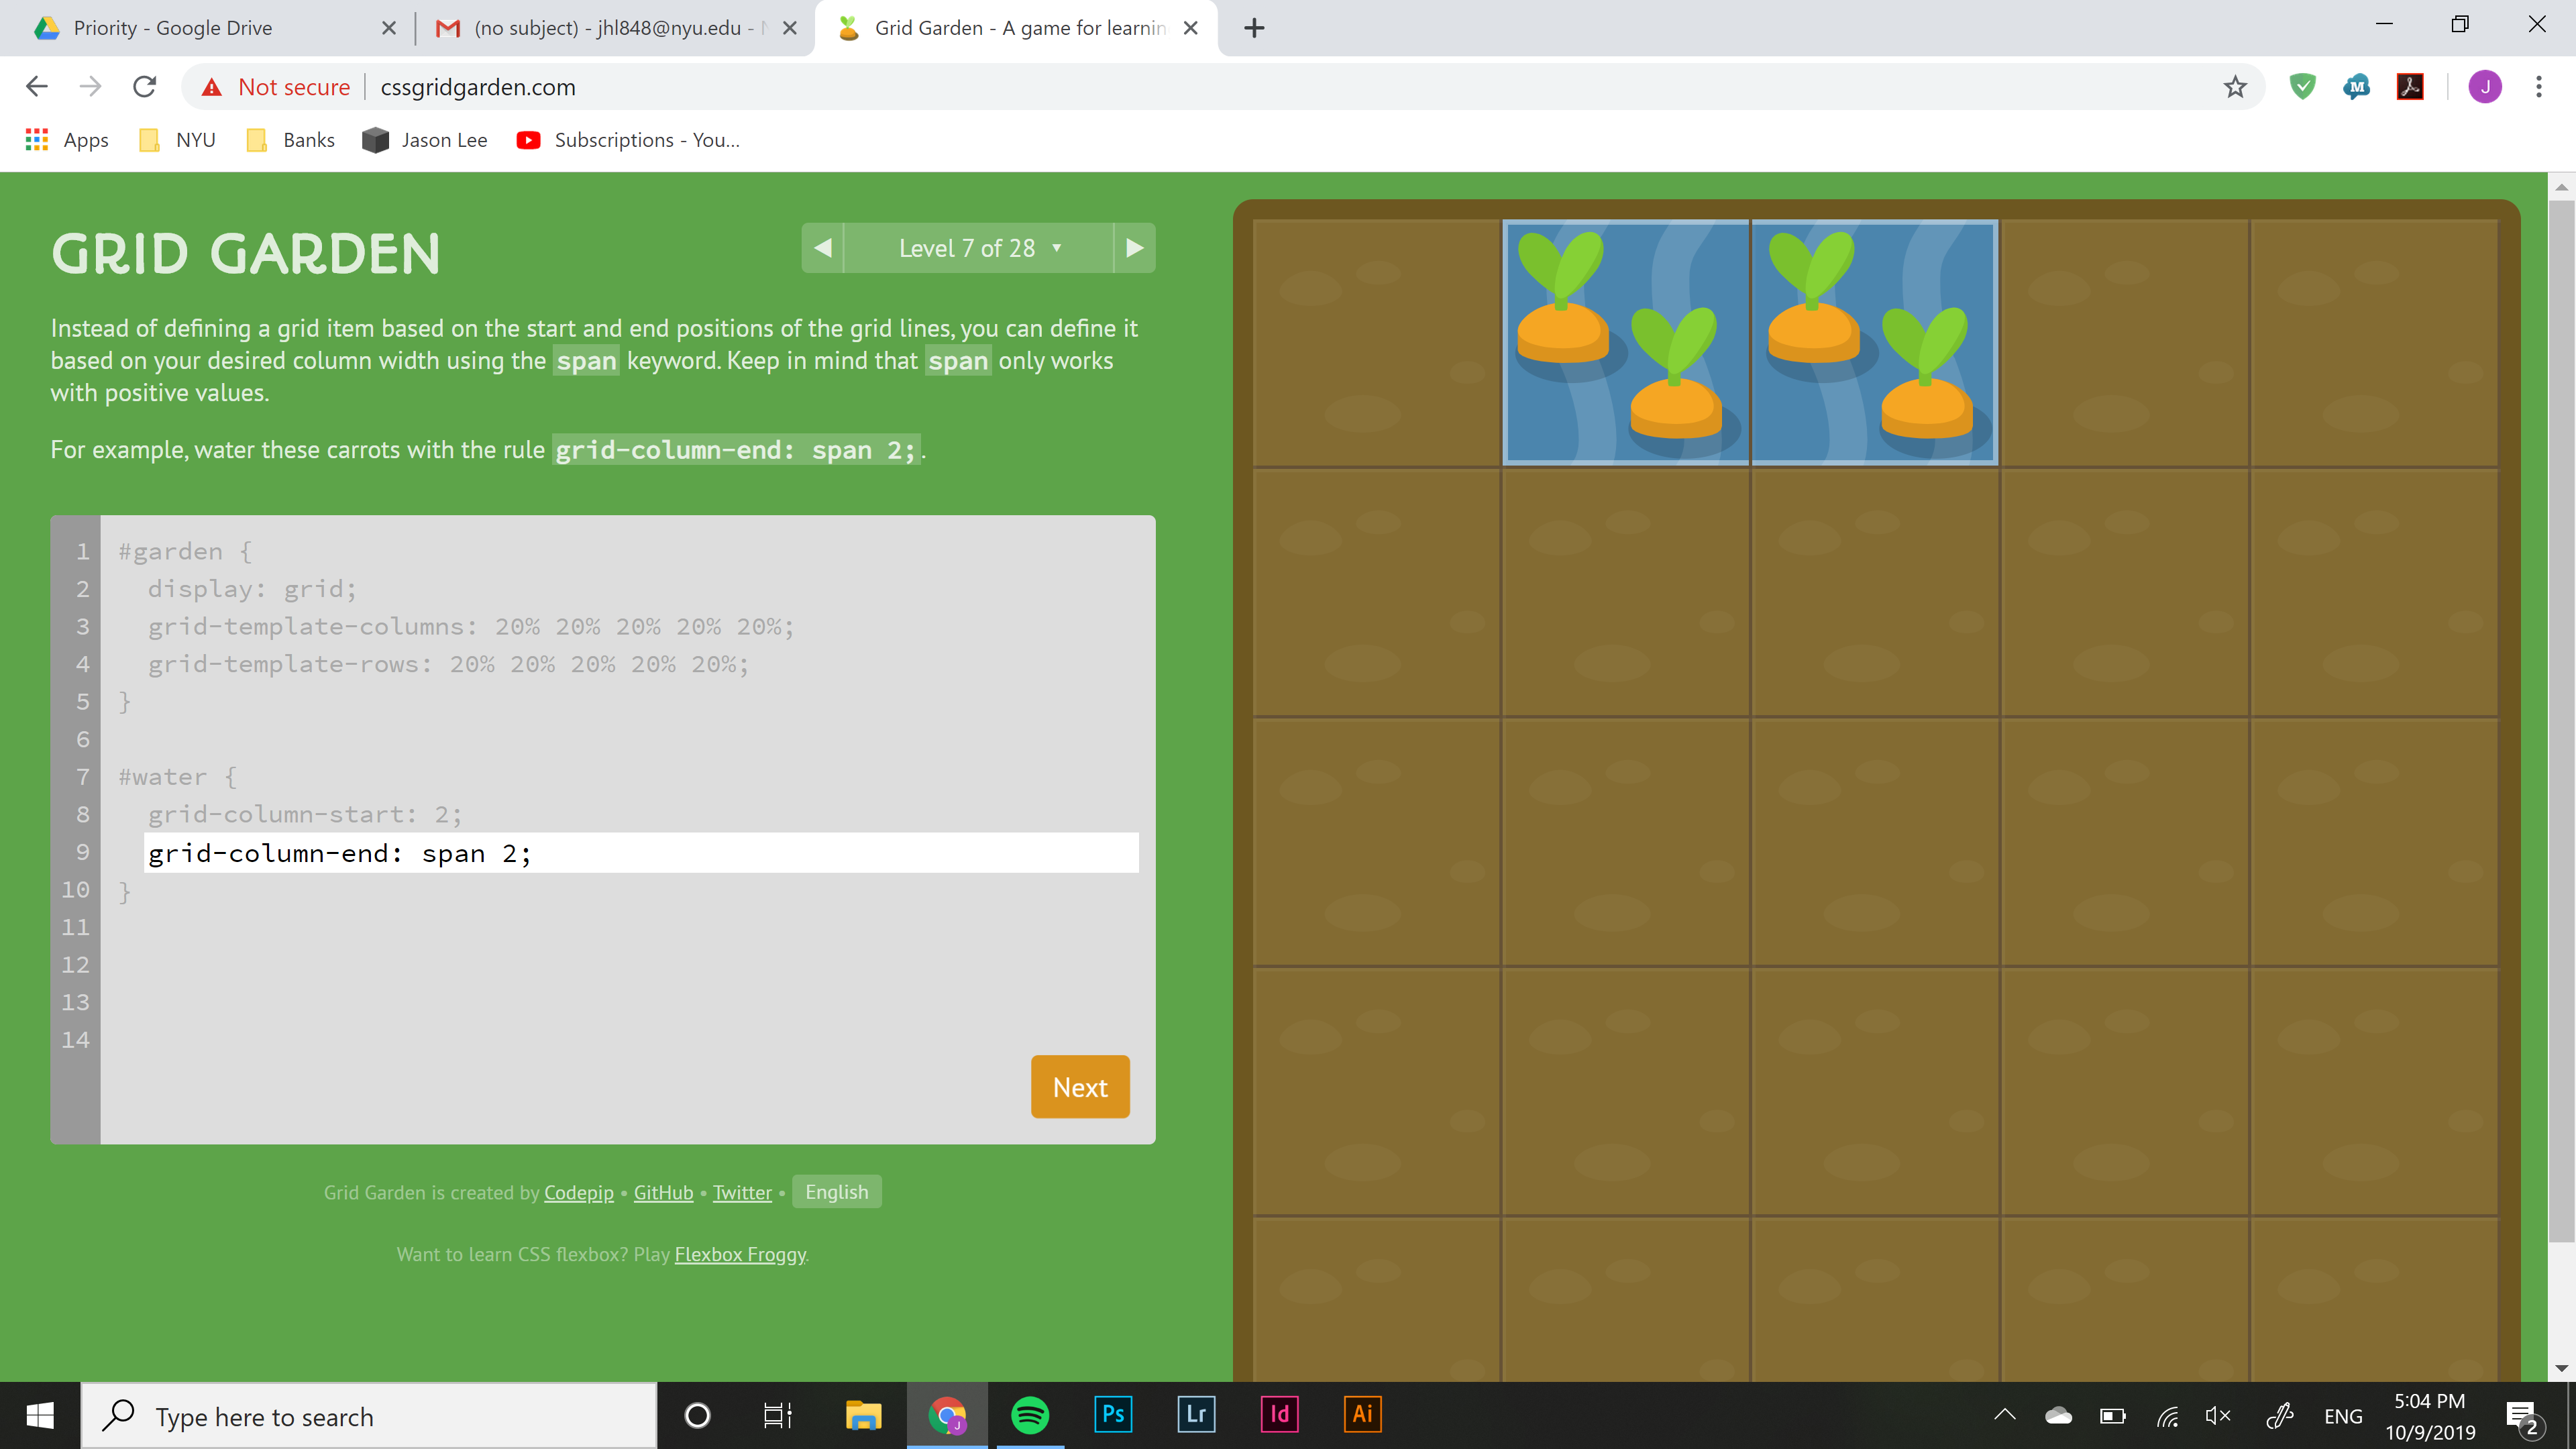 Priority - Google Drive
(no subject) - jhl848@nyu.edu -
Grid Garden - A game for learnin
Not secure
cssgridgarden.com
M
J
Apps
NYU
Banks
Jason Lee
Subscriptions - You...
GRID GARDEN
Level 7 of 28
Instead of defining a grid item based on the start and end positions of the grid lines, you can define it
based on your desired column width using the span keyword. Keep in mind that span only works
with positive values.
For example, water these carrots with the rule grid-column-end: span 2;.
1 #garden {
2 display: grid;
3 grid-template-columns: 20% 20% 20% 20% 20%;
4 grid-template-rows: 20% 20% 20% 20% 20%;
5 }
6
7 #water {
8 grid-column-start: 2;
9 grid-column-end: span 2;
10 }
11
12
13
14
Next
Grid Garden is created by Codepip • GitHub • Twitter • English
Want to learn CSS flexbox? Play Flexbox Froggy.
Type here to search
J
Ps
Lr
Id
Ai
ENG
5:04 PM
10/9/2019
2